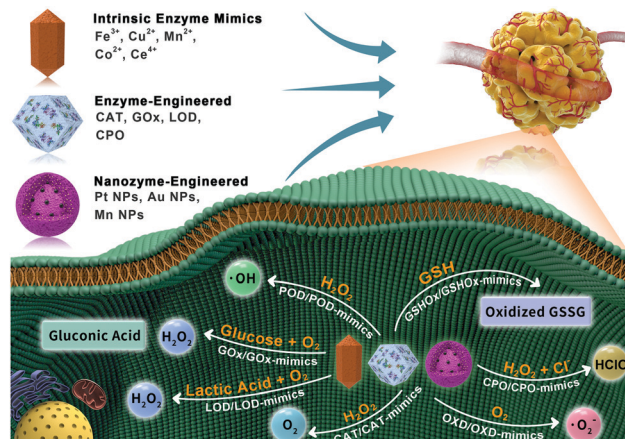 Intrinsic Enzyme Mimics
Fe³⁺, Cu²⁺, Mn²⁺,
Co²⁺, Ce⁴⁺
Enzyme-Engineered
CAT, GOx, LOD,
CPO
Nanozyme-Engineered
Pt NPs, Au NPs,
Mn NPs
·OH
H₂O₂
POD/POD-mimics
GSH
GSHOx/GSHOx-mimics
Oxidized GSSG
Gluconic Acid
H₂O₂
Glucose + O₂
GOx/GOx-mimics
H₂O₂ + Cl⁻
CPO/CPO-mimics
HClO
H₂O₂
Lactic Acid + O₂
LOD/LOD-mimics
O₂
H₂O₂
CAT/CAT-mimics
O₂
OXD/OXD-mimics
·O₂⁻